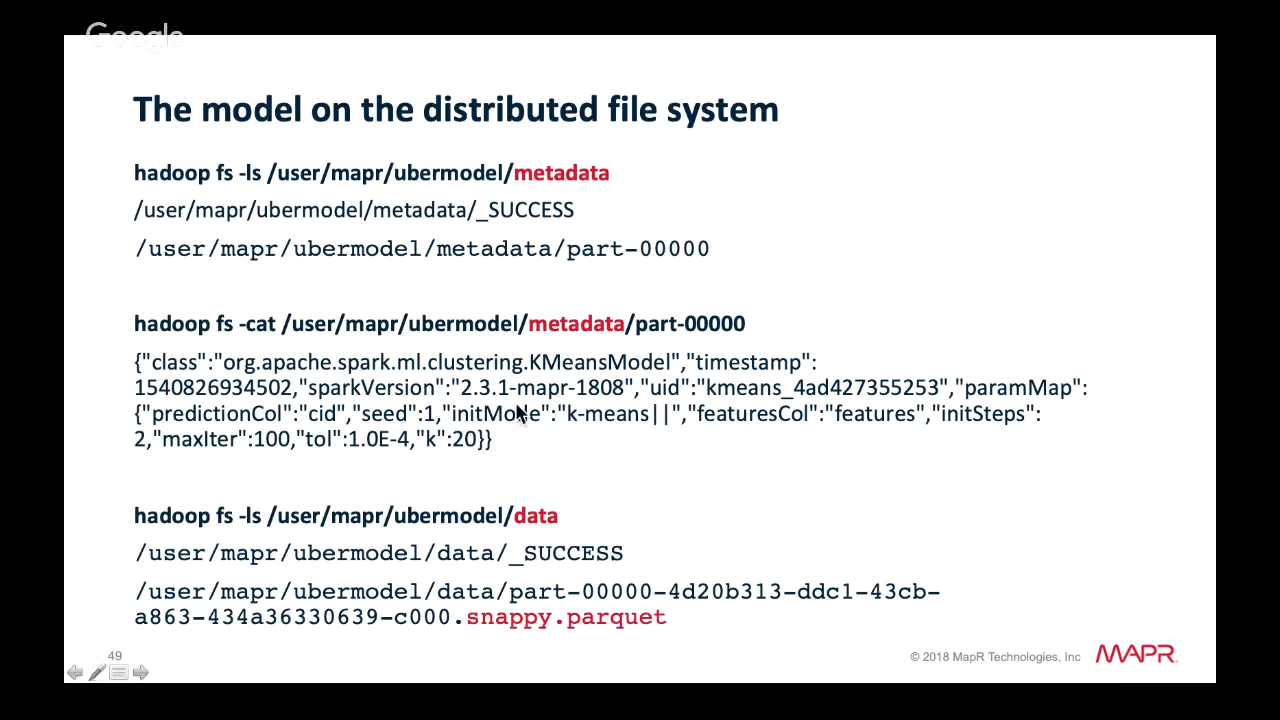 Google
The model on the distributed file system
hadoop fs -ls /user/mapr/ubermodel/metadata
/user/mapr/ubermodel/metadata/_SUCCESS
/user/mapr/ubermodel/metadata/part-00000
hadoop fs -cat /user/mapr/ubermodel/metadata/part-00000
{"class":"org.apache.spark.ml.clustering.KMeansModel","timestamp":
1540826934502,"sparkVersion":"2.3.1-mapr-1808","uid":"kmeans_4ad427355253","paramMap":
{"predictionCol":"cid","seed":1,"initMode":"k-means||","featuresCol":"features","initSteps":
2,"maxIter":100,"tol":1.0E-4,"k":20}}
hadoop fs -ls /user/mapr/ubermodel/data
/user/mapr/ubermodel/data/_SUCCESS
/user/mapr/ubermodel/data/part-00000-4d20b313-ddc1-43cb-
a863-434a36330639-c000.snappy.parquet
49
© 2018 MapR Technologies, Inc MAPR.